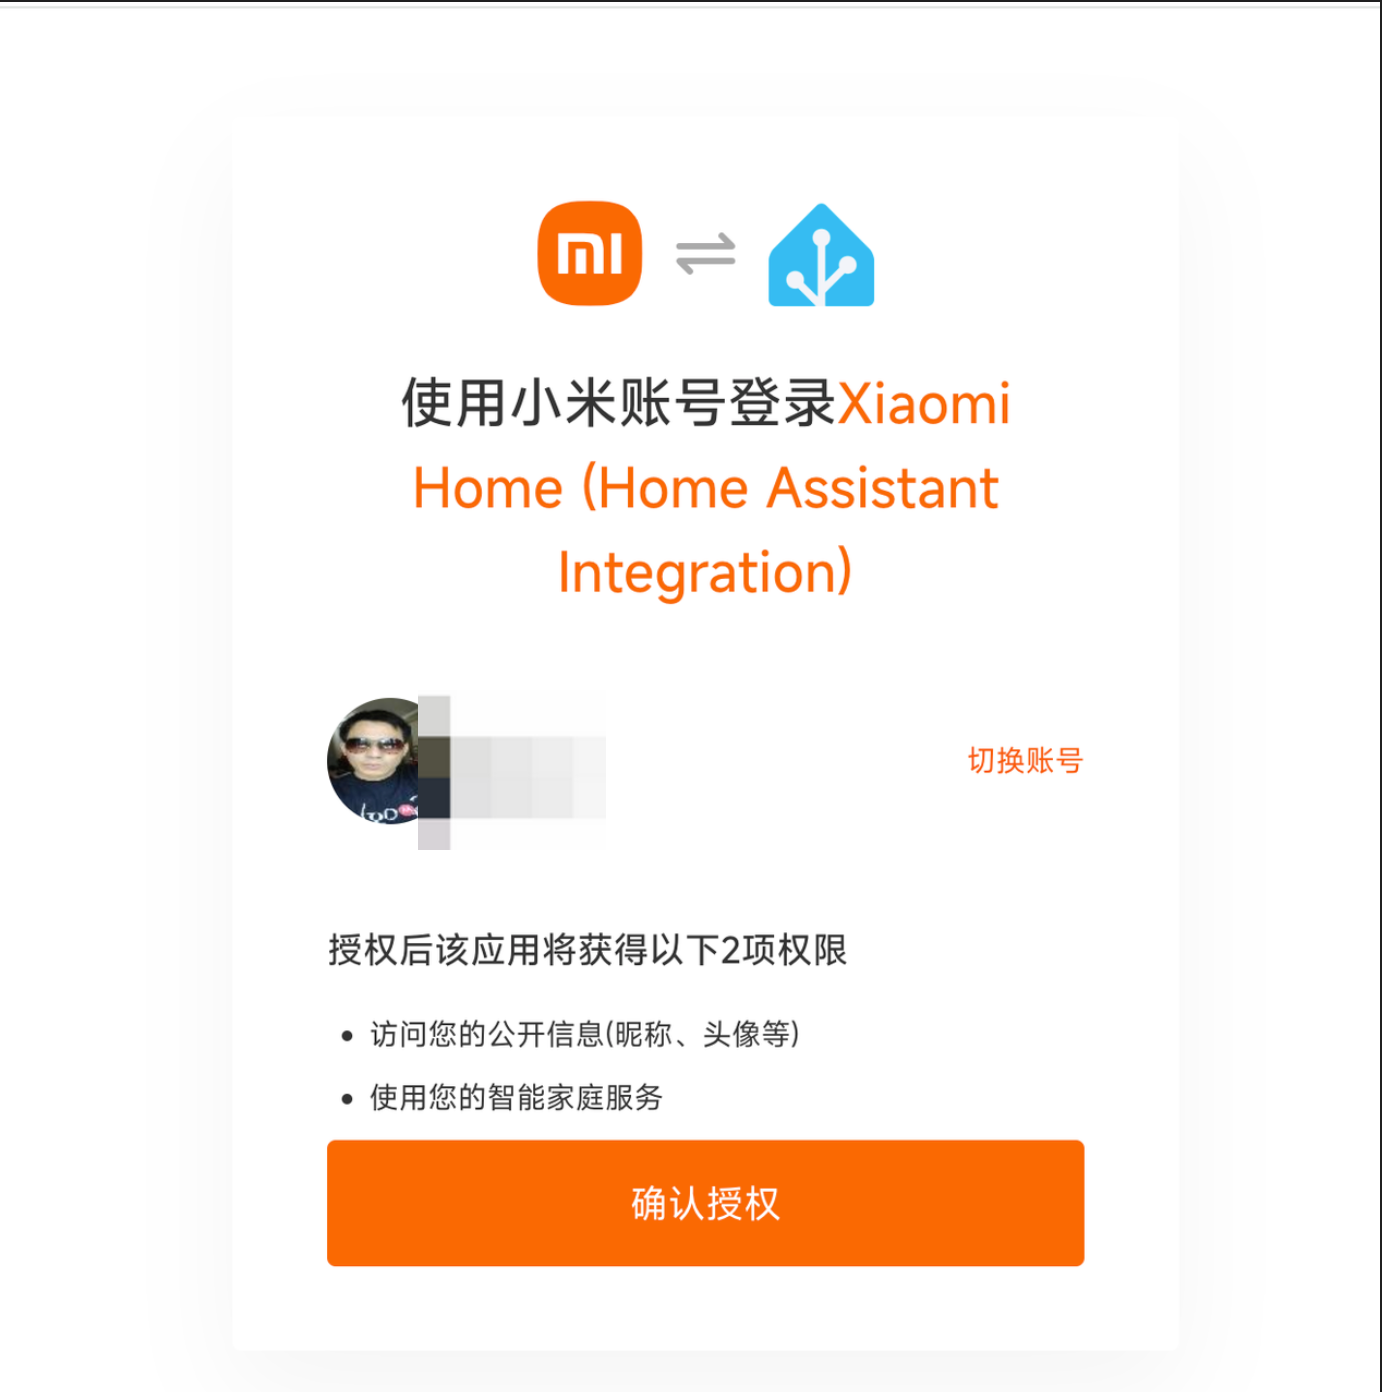 使用小米账号登录Xiaomi
Home (Home Assistant
Integration)
切换账号
授权后该应用将获得以下2项权限
访问您的公开信息(昵称、头像等)
使用您的智能家庭服务
确认授权